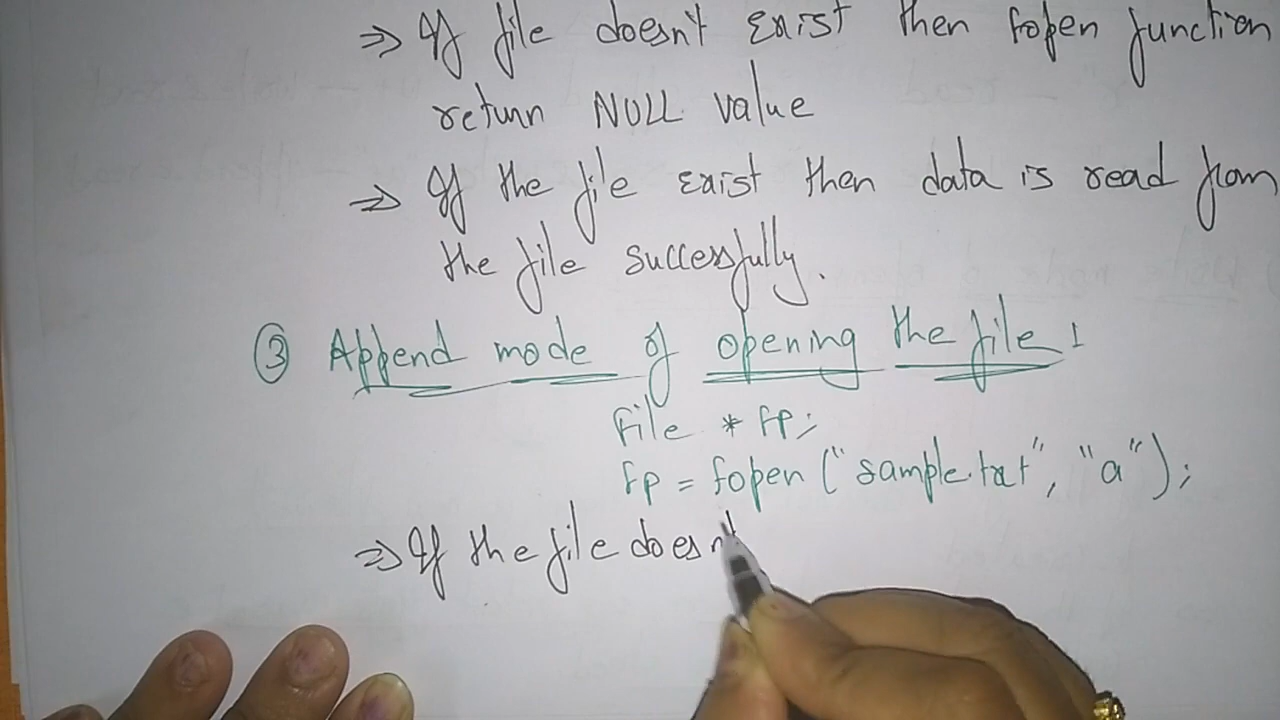 ⇒ If file doesn't exist then fopen function
return NULL value
⇒ If the file exist then data is read from
the file successfully.
③ Append mode of opening the file:
File * fp;
fp = fopen ("sample.txt", "a");
⇒ If the file doesn't